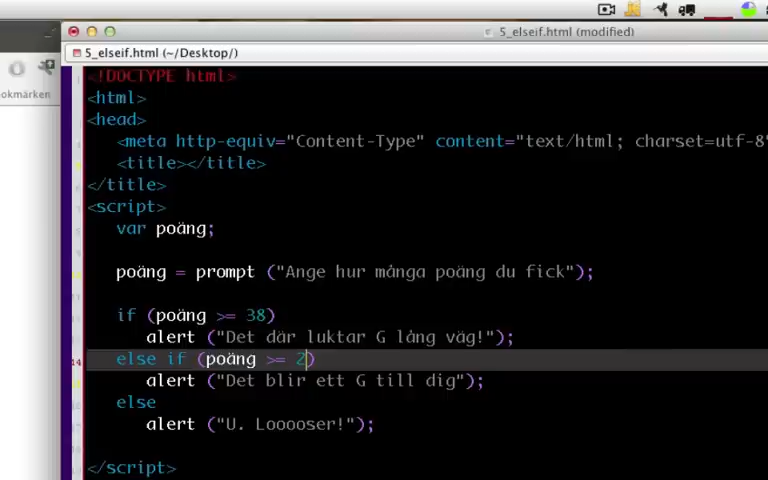 5_elseif.html (modified)
5_elseif.html (~/Desktop/)
okmärken
<!DOCTYPE html>
<html>
<head>
<meta http-equiv="Content-Type" content="text/html; charset=utf-8"
<title></title>
</title>
<script>
var poäng;
poäng = prompt ("Ange hur många poäng du fick");
if (poäng >= 38)
alert ("Det där luktar G lång väg!");
14 else if (poäng >= 2)
alert ("Det blir ett G till dig");
else
alert ("U. Looooser!");
</script>